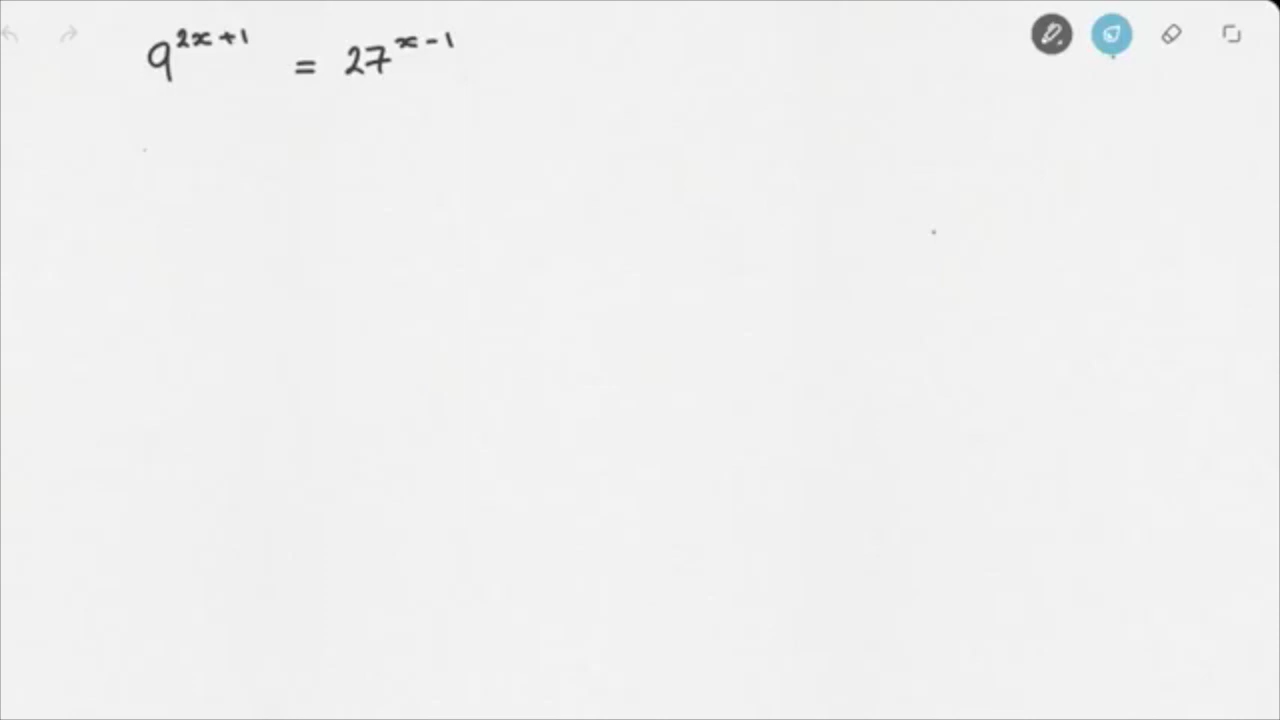 9^{2x+1} = 27^{x-1}